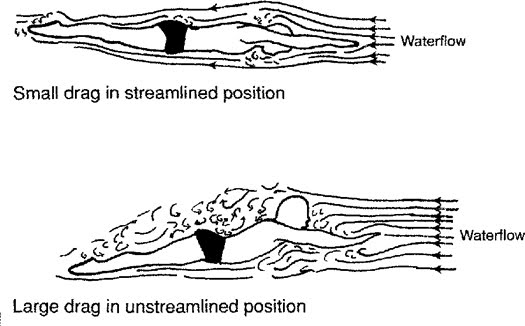 Waterflow
Small drag in streamlined position
Waterflow
Large drag in unstreamlined position